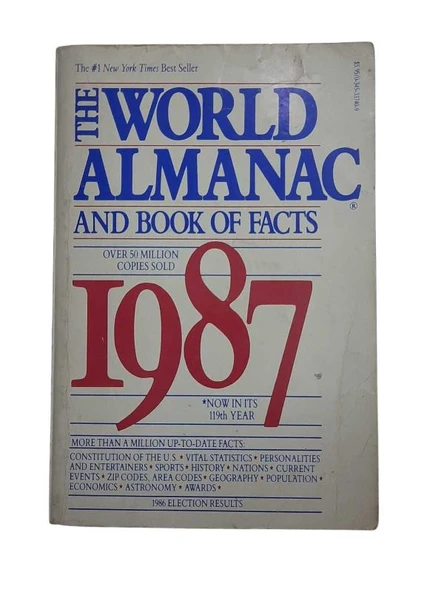 The #1 New York Times Best Seller
THE WORLD
ALMANAC®
AND BOOK OF FACTS
OVER 50 MILLION
COPIES SOLD
1987
*NOW IN ITS
119th YEAR
MORE THAN A MILLION UP-TO-DATE FACTS:
CONSTITUTION OF THE U.S. * VITAL STATISTICS * PERSONALITIES
AND ENTERTAINERS * SPORTS * HISTORY * NATIONS * CURRENT
EVENTS * ZIP CODES, AREA CODES * GEOGRAPHY * POPULATION *
ECONOMICS * ASTRONOMY * AWARDS *
1986 ELECTION RESULTS